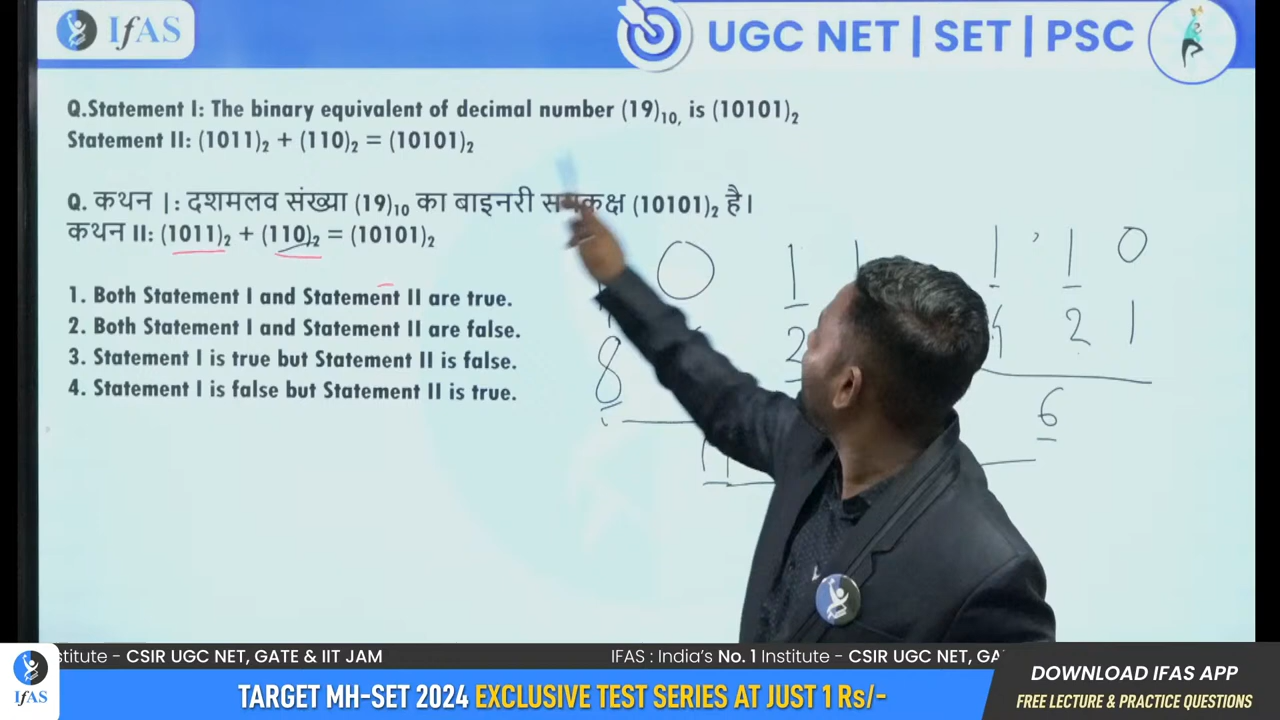 IfAS
UGC NET | SET | PSC
Q.Statement I: The binary equivalent of decimal number (19)₁₀, is (10101)₂
Statement II: (1011)₂ + (110)₂ = (10101)₂
Q. कथन I: दशमलव संख्या (19)₁₀ का बाइनरी समकक्ष (10101)₂ है।
कथन II: (1011)₂ + (110)₂ = (10101)₂
1. Both Statement I and Statement II are true.
2. Both Statement I and Statement II are false.
3. Statement I is true but Statement II is false.
4. Statement I is false but Statement II is true.
0 1 1 1 1 0
8 2 4 2 1
11 6
stitute - CSIR UGC NET, GATE & IIT JAM
IFAS : India's No. 1 Institute - CSIR UGC NET, GA
IfAS
TARGET MH-SET 2024 EXCLUSIVE TEST SERIES AT JUST 1 Rs/-
DOWNLOAD IFAS APP
FREE LECTURE & PRACTICE QUESTIONS